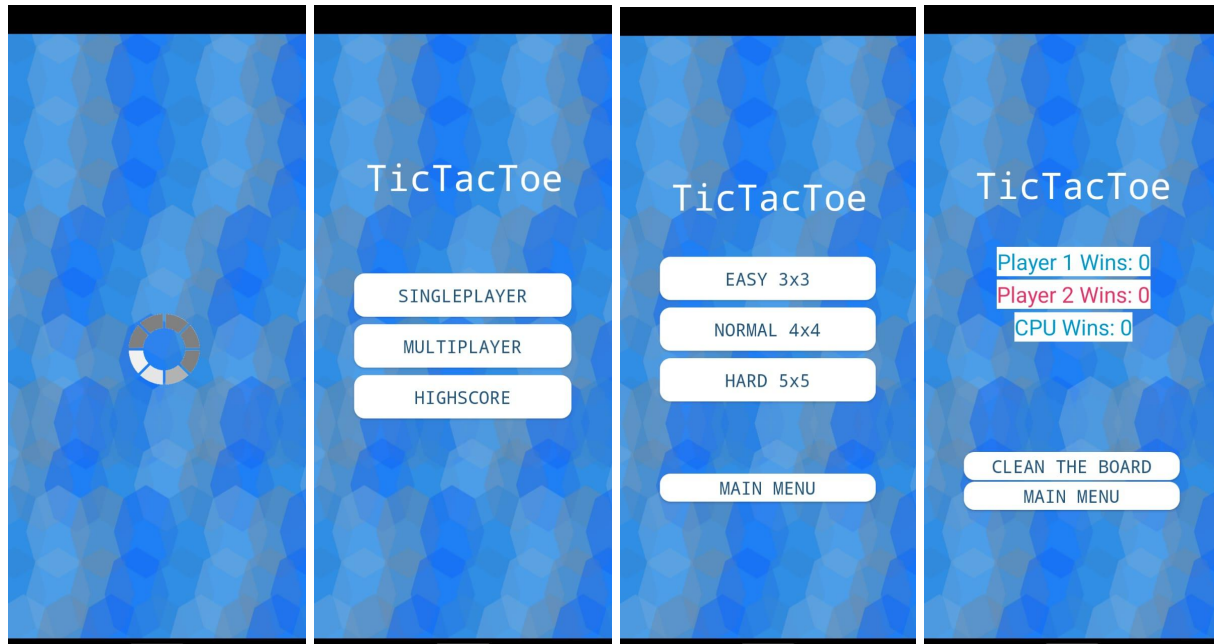 TicTacToe
SINGLEPLAYER
MULTIPLAYER
HIGHSCORE
TicTacToe
EASY 3x3
NORMAL 4x4
HARD 5x5
MAIN MENU
TicTacToe
Player 1 Wins: 0
Player 2 Wins: 0
CPU Wins: 0
CLEAN THE BOARD
MAIN MENU